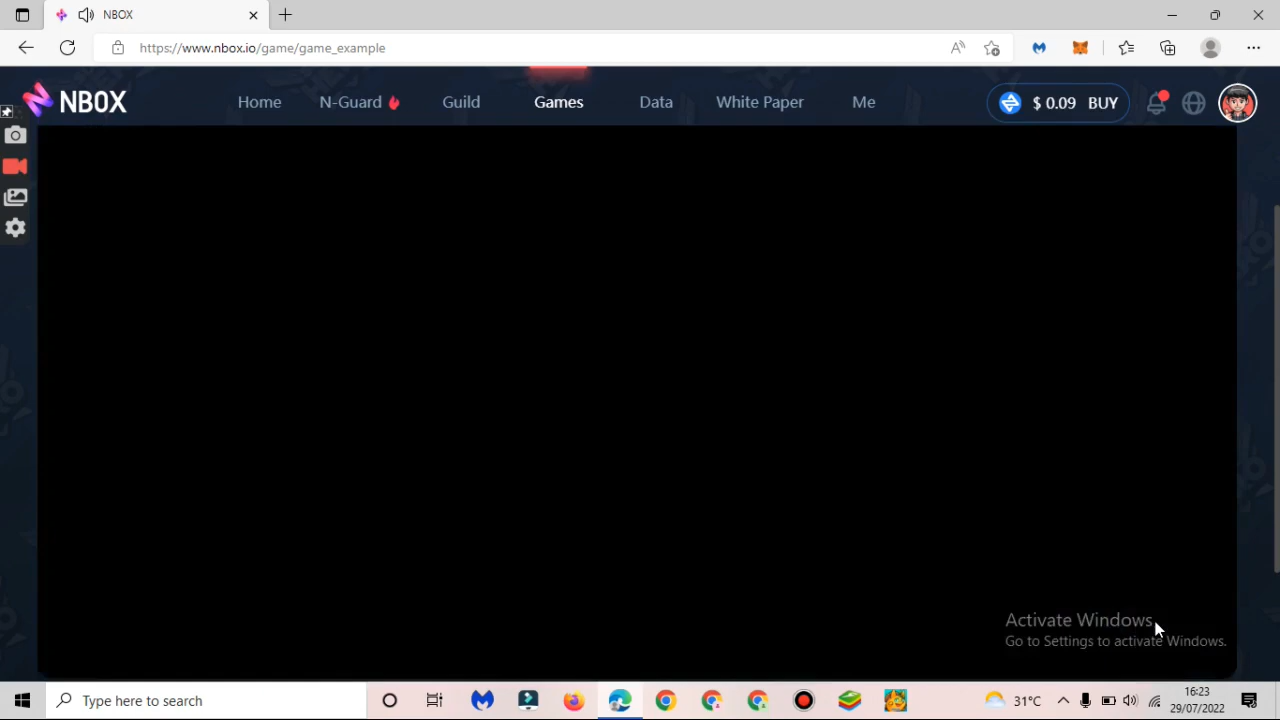 NBOX
https://www.nbox.io/game/game_example
NBOX
Home
N-Guard
Guild
Games
Data
White Paper
Me
$ 0.09 BUY
Activate Windows
Go to Settings to activate Windows.
Type here to search
31°C
16:23
29/07/2022